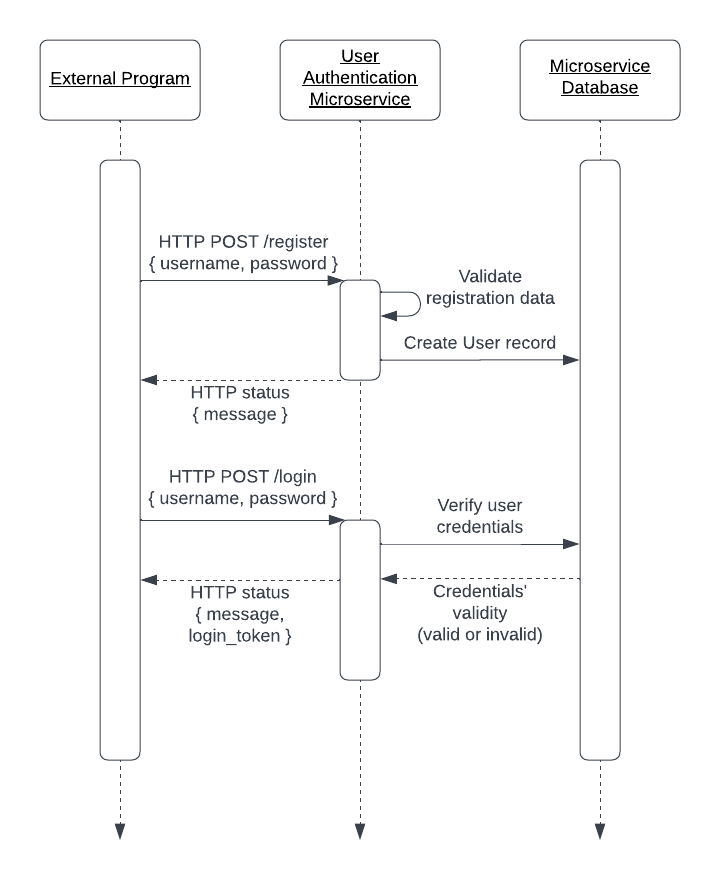 External Program
User
Authentication
Microservice
Microservice
Database
HTTP POST /register
{ username, password }
Validate
registration data
Create User record
HTTP status
{ message }
HTTP POST /login
{ username, password }
Verify user
credentials
HTTP status
{ message,
login_token }
Credentials'
validity
(valid or invalid)